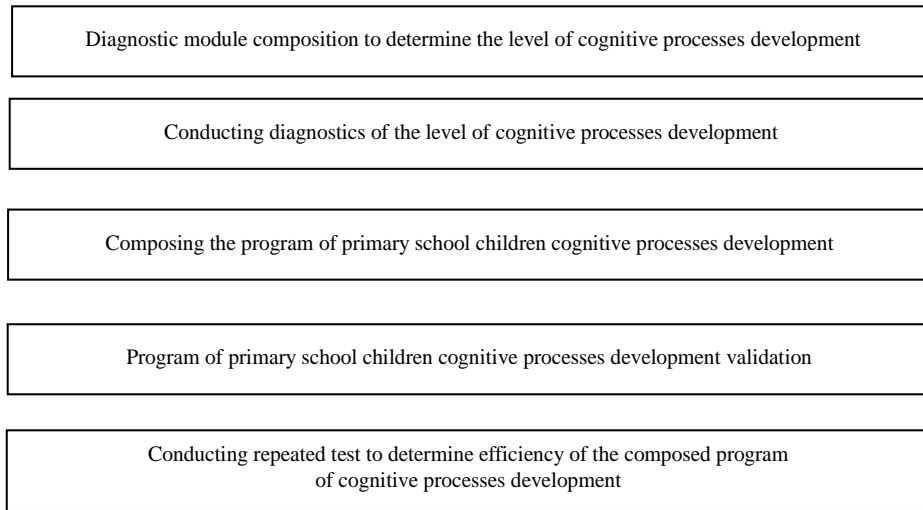 Diagnostic module composition to determine the level of cognitive processes development
Conducting diagnostics of the level of cognitive processes development
Composing the program of primary school children cognitive processes development
Program of primary school children cognitive processes development validation
Conducting repeated test to determine efficiency of the composed program
of cognitive processes development